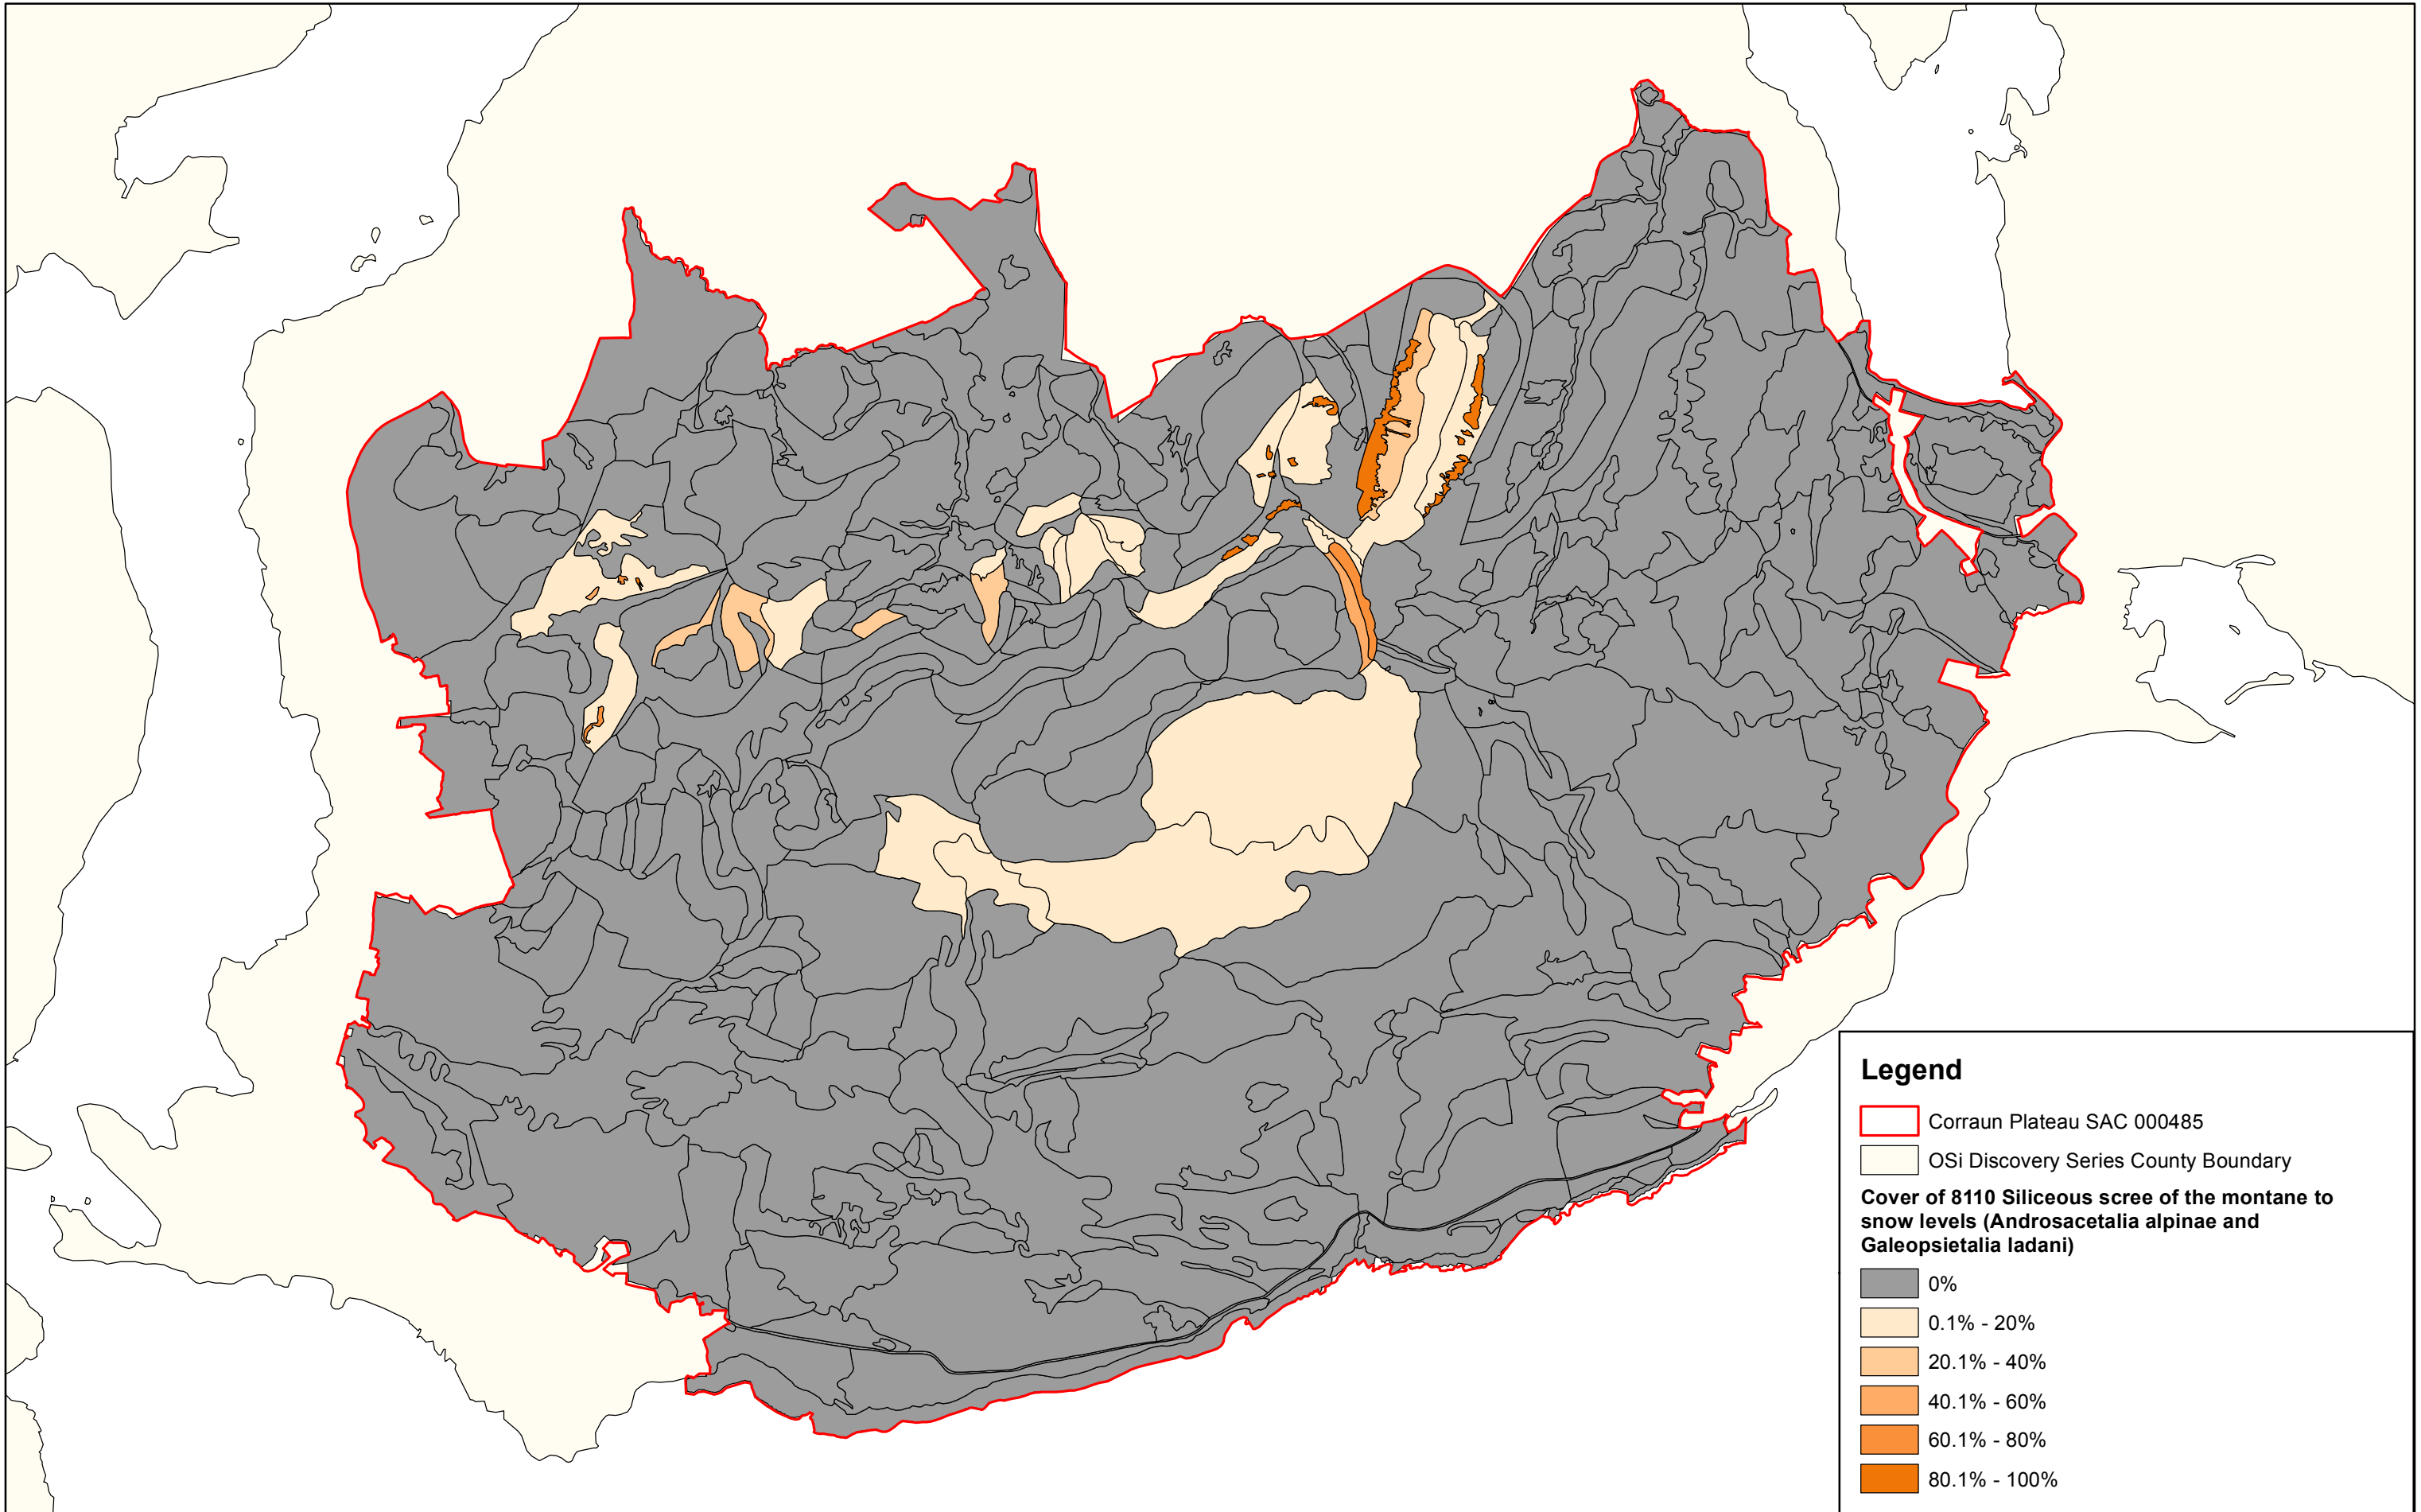 Legend
Corraun Plateau SAC 000485
OSi Discovery Series County Boundary
Cover of 8110 Siliceous scree of the montane to
snow levels (Androsacetalia alpinae and
Galeopsietalia ladani)
0%
0.1% - 20%
20.1% - 40%
40.1% - 60%
60.1% - 80%
80.1% - 100%